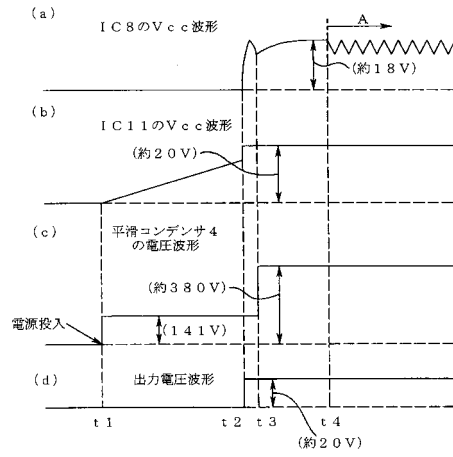 (a)
IC8のVcc波形
A
(約18V)
(b)
IC11のVcc波形
(約20V)
(c)
平滑コンデンサ4
の電圧波形
(約380V)
電源投入
(141V)
(d)
出力電圧波形
t1
t2
t3
t4
(約20V)